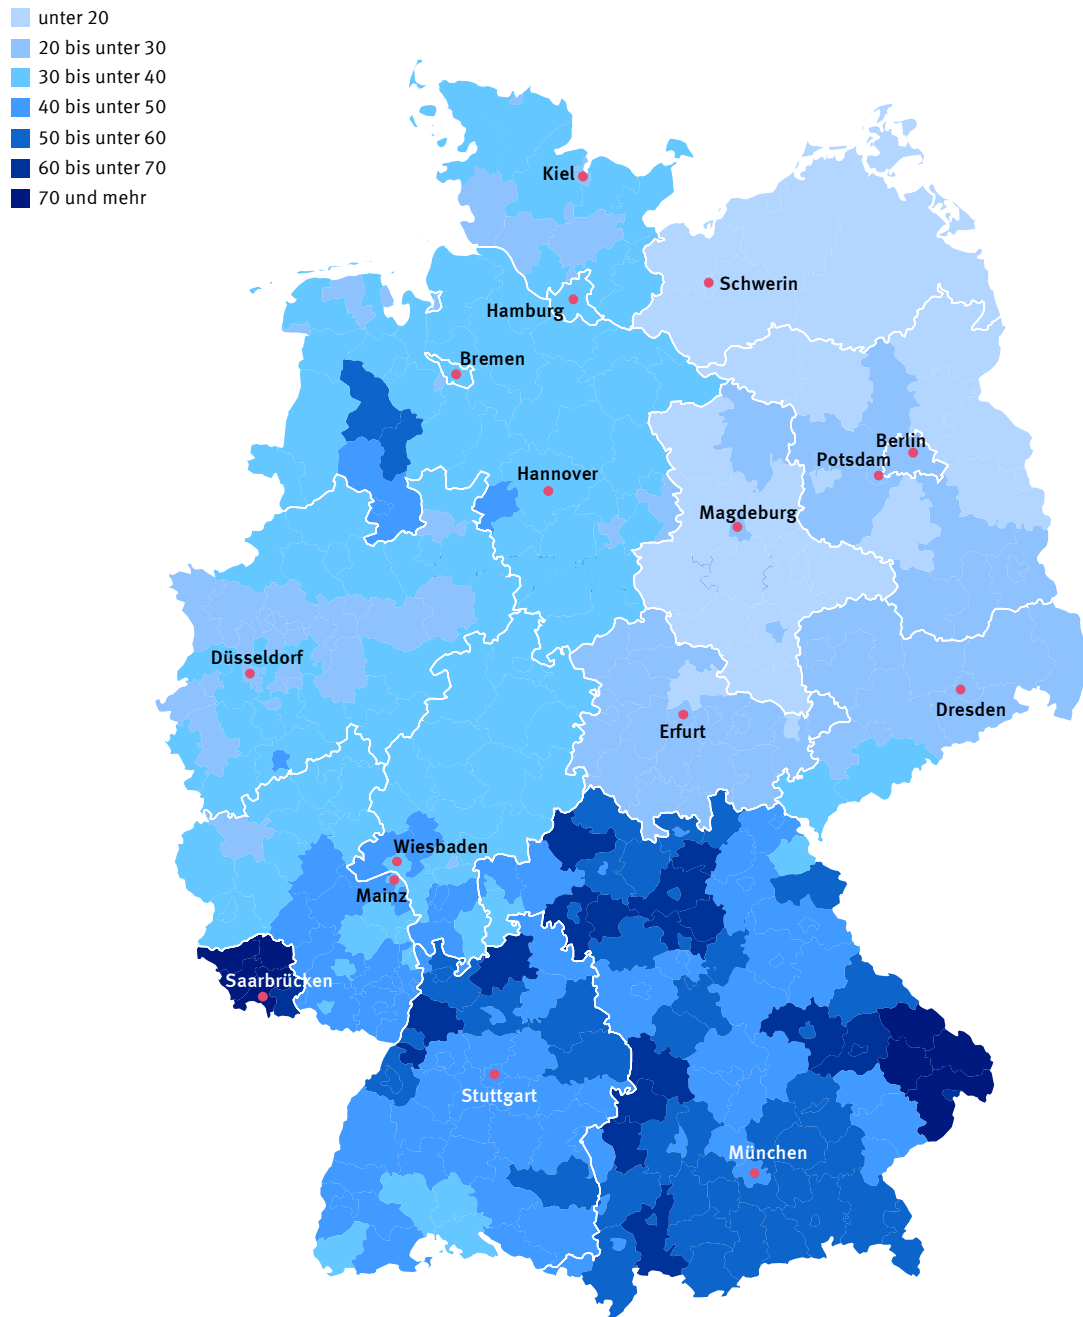 unter 20
20 bis unter 30
30 bis unter 40
40 bis unter 50
50 bis unter 60
60 bis unter 70
70 und mehr
Kiel
Schwerin
Hamburg
Bremen
Berlin
Potsdam
Hannover
Magdeburg
Düsseldorf
Dresden
Erfurt
Wiesbaden
Mainz
Saarbrücken
Stuttgart
München